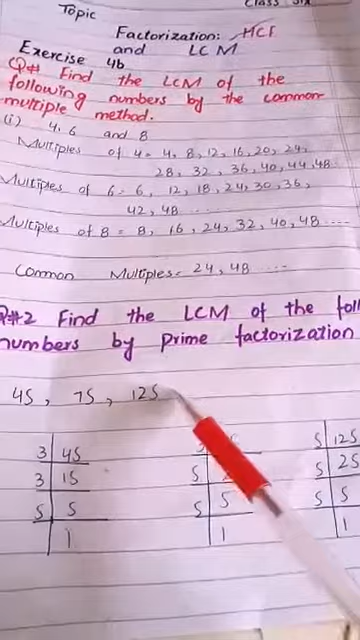 Class Six
Topic
Factorization: HCF
and LCM
Exercise 4b
Q# Find the LCM of the
following numbers by the common
multiple method.
(i) 4, 6 and 8
Multiples of 4 = 4, 8, 12, 16, 20, 24,
28, 32, 36, 40, 44, 48.
Multiples of 6 = 6, 12, 18, 24, 30, 36,
42, 48 ....
Multiples of 8 = 8, 16, 24, 32, 40, 48 ....
Common Multiples = 24, 48 ....
Q#2 Find the LCM of the foll
numbers by prime factorization
45, 75, 125
3 | 45
3 | 15
5 | 5
1
5
5 | 5
1
5 | 125
5 | 25
5 | 5
1